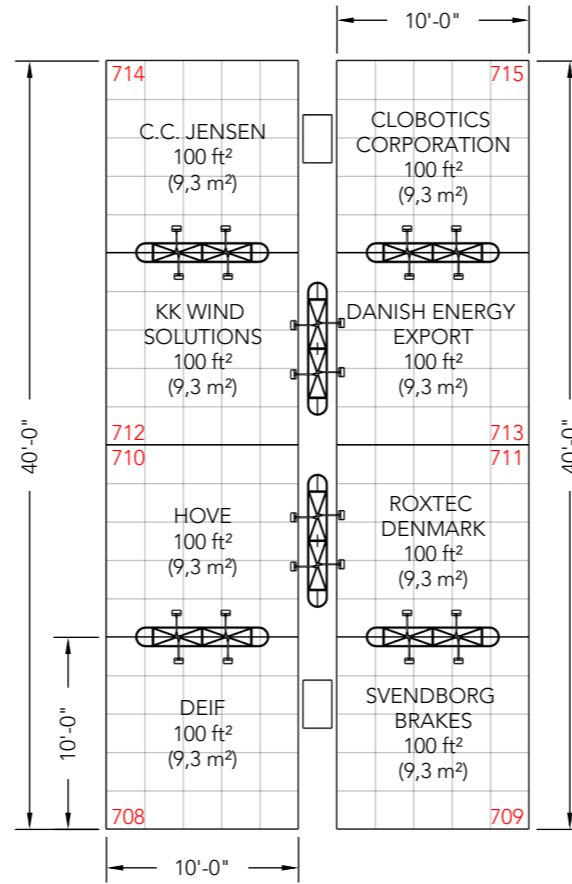 10'-0"
714
715
C.C. JENSEN
100 ft²
(9,3 m²)
CLOBOTICS
CORPORATION
100 ft²
(9,3 m²)
KK WIND
SOLUTIONS
100 ft²
(9,3 m²)
DANISH ENERGY
EXPORT
100 ft²
(9,3 m²)
712
713
40'-0"
40'-0"
710
711
HOVE
100 ft²
(9,3 m²)
ROXTEC
DENMARK
100 ft²
(9,3 m²)
10'-0"
DEIF
100 ft²
(9,3 m²)
SVENDBORG
BRAKES
100 ft²
(9,3 m²)
708
709
10'-0"